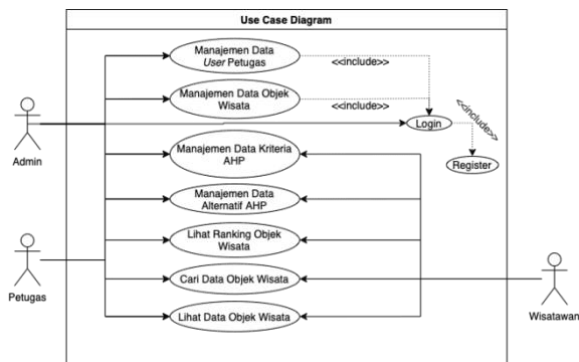 Use Case Diagram
Manajemen Data
User Petugas
<<include>>
Manajemen Data Objek
Wisata
<<include>>
Login
<<include>>
Register
Admin
Manajemen Data Kriteria
AHP
Manajemen Data
Alternatif AHP
Lihat Ranking Objek
Wisata
Petugas
Cari Data Objek Wisata
Wisatawan
Lihat Data Objek Wisata